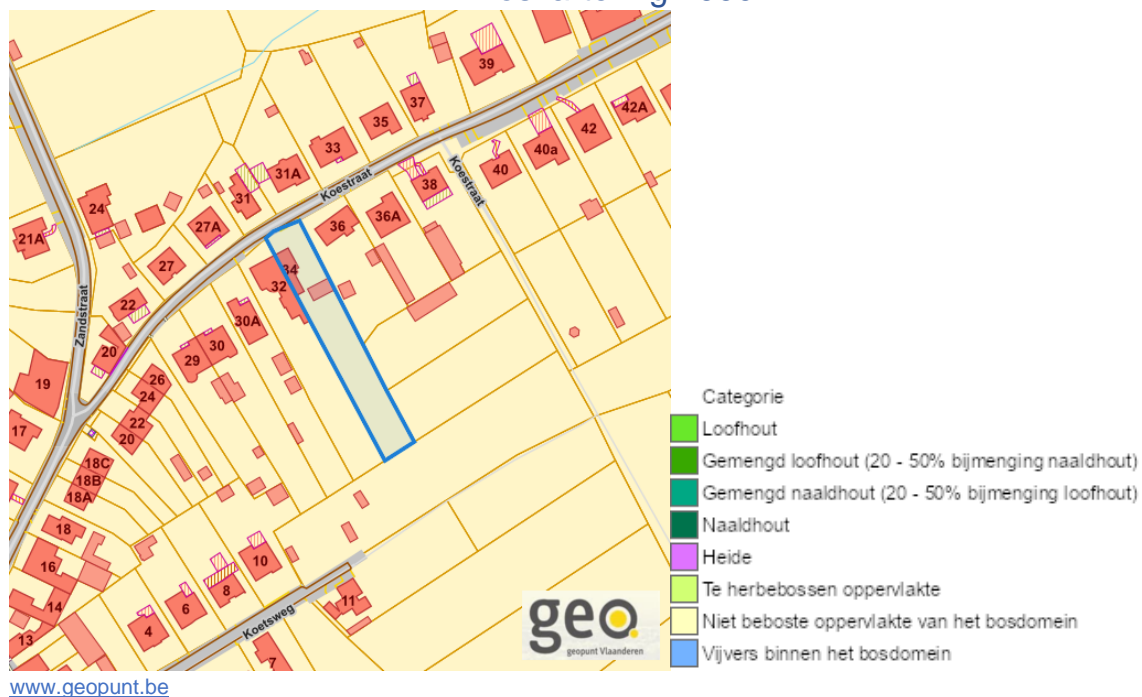 39
37
42A
35
42
33
40a
31A
Koestraat
38
40
Koestraat
31
24
36A
27A
36
21A
34
27
32
22
30A
Zandstraat
30
20
29
19
26
24
22
20
17
18C
18B
18A
18
16
10
8
14
6
11
4
Koetsweg
13
7
geo
geopunt Vlaanderen
Categorie
Loofhout
Gemengd loofhout (20 - 50% bijmenging naaldhout)
Gemengd naaldhout (20 - 50% bijmenging loofhout)
Naaldhout
Heide
Te herbebossen oppervlakte
Niet beboste oppervlakte van het bosdomein
Vijvers binnen het bosdomein
www.geopunt.be